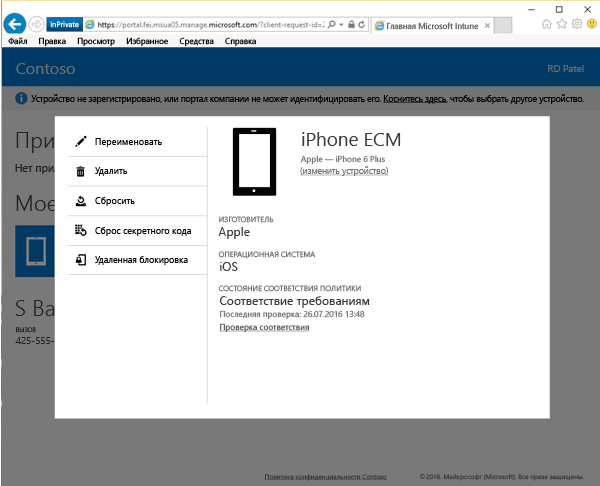 InPrivate
https://portal.fei.msua05.manage.microsoft.com/?client-request-id=
Главная Microsoft Intune
Файл Правка Просмотр Избранное Средства Справка
Contoso
RD Patel
Устройство не зарегистрировано, или портал компании не может идентифицировать его. Коснитесь здесь, чтобы выбрать другое устройство.
При
Нет при
Мое
S Ba
вызов
425-555-
Переименовать
Удалить
Сбросить
Сброс секретного кода
Удаленная блокировка
iPhone ECM
Apple — iPhone 6 Plus
(изменить устройство)
ИЗГОТОВИТЕЛЬ
Apple
ОПЕРАЦИОННАЯ СИСТЕМА
iOS
СОСТОЯНИЕ СООТВЕТСТВИЯ ПОЛИТИКИ
Соответствие требованиям
Последняя проверка: 26.07.2016 13:48
Проверка соответствия
Политика конфиденциальности Contoso
© 2016. Майкрософт (Microsoft). Все права защищены.